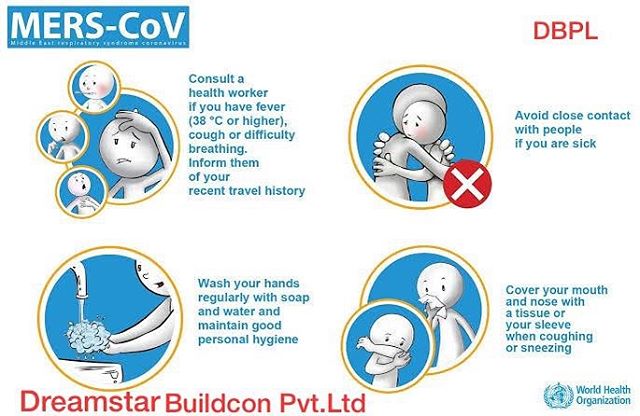 MERS-CoV
Middle East respiratory syndrome coronavirus
DBPL
Consult a
health worker
if you have fever
(38 °C or higher),
cough or difficulty
breathing.
Inform them
of your
recent travel history
Avoid close contact
with people
if you are sick
Wash your hands
regularly with soap
and water and
maintain good
personal hygiene
Cover your mouth
and nose with
a tissue or
your sleeve
when coughing
or sneezing
World Health
Organization
Dreamstar Buildcon Pvt.Ltd